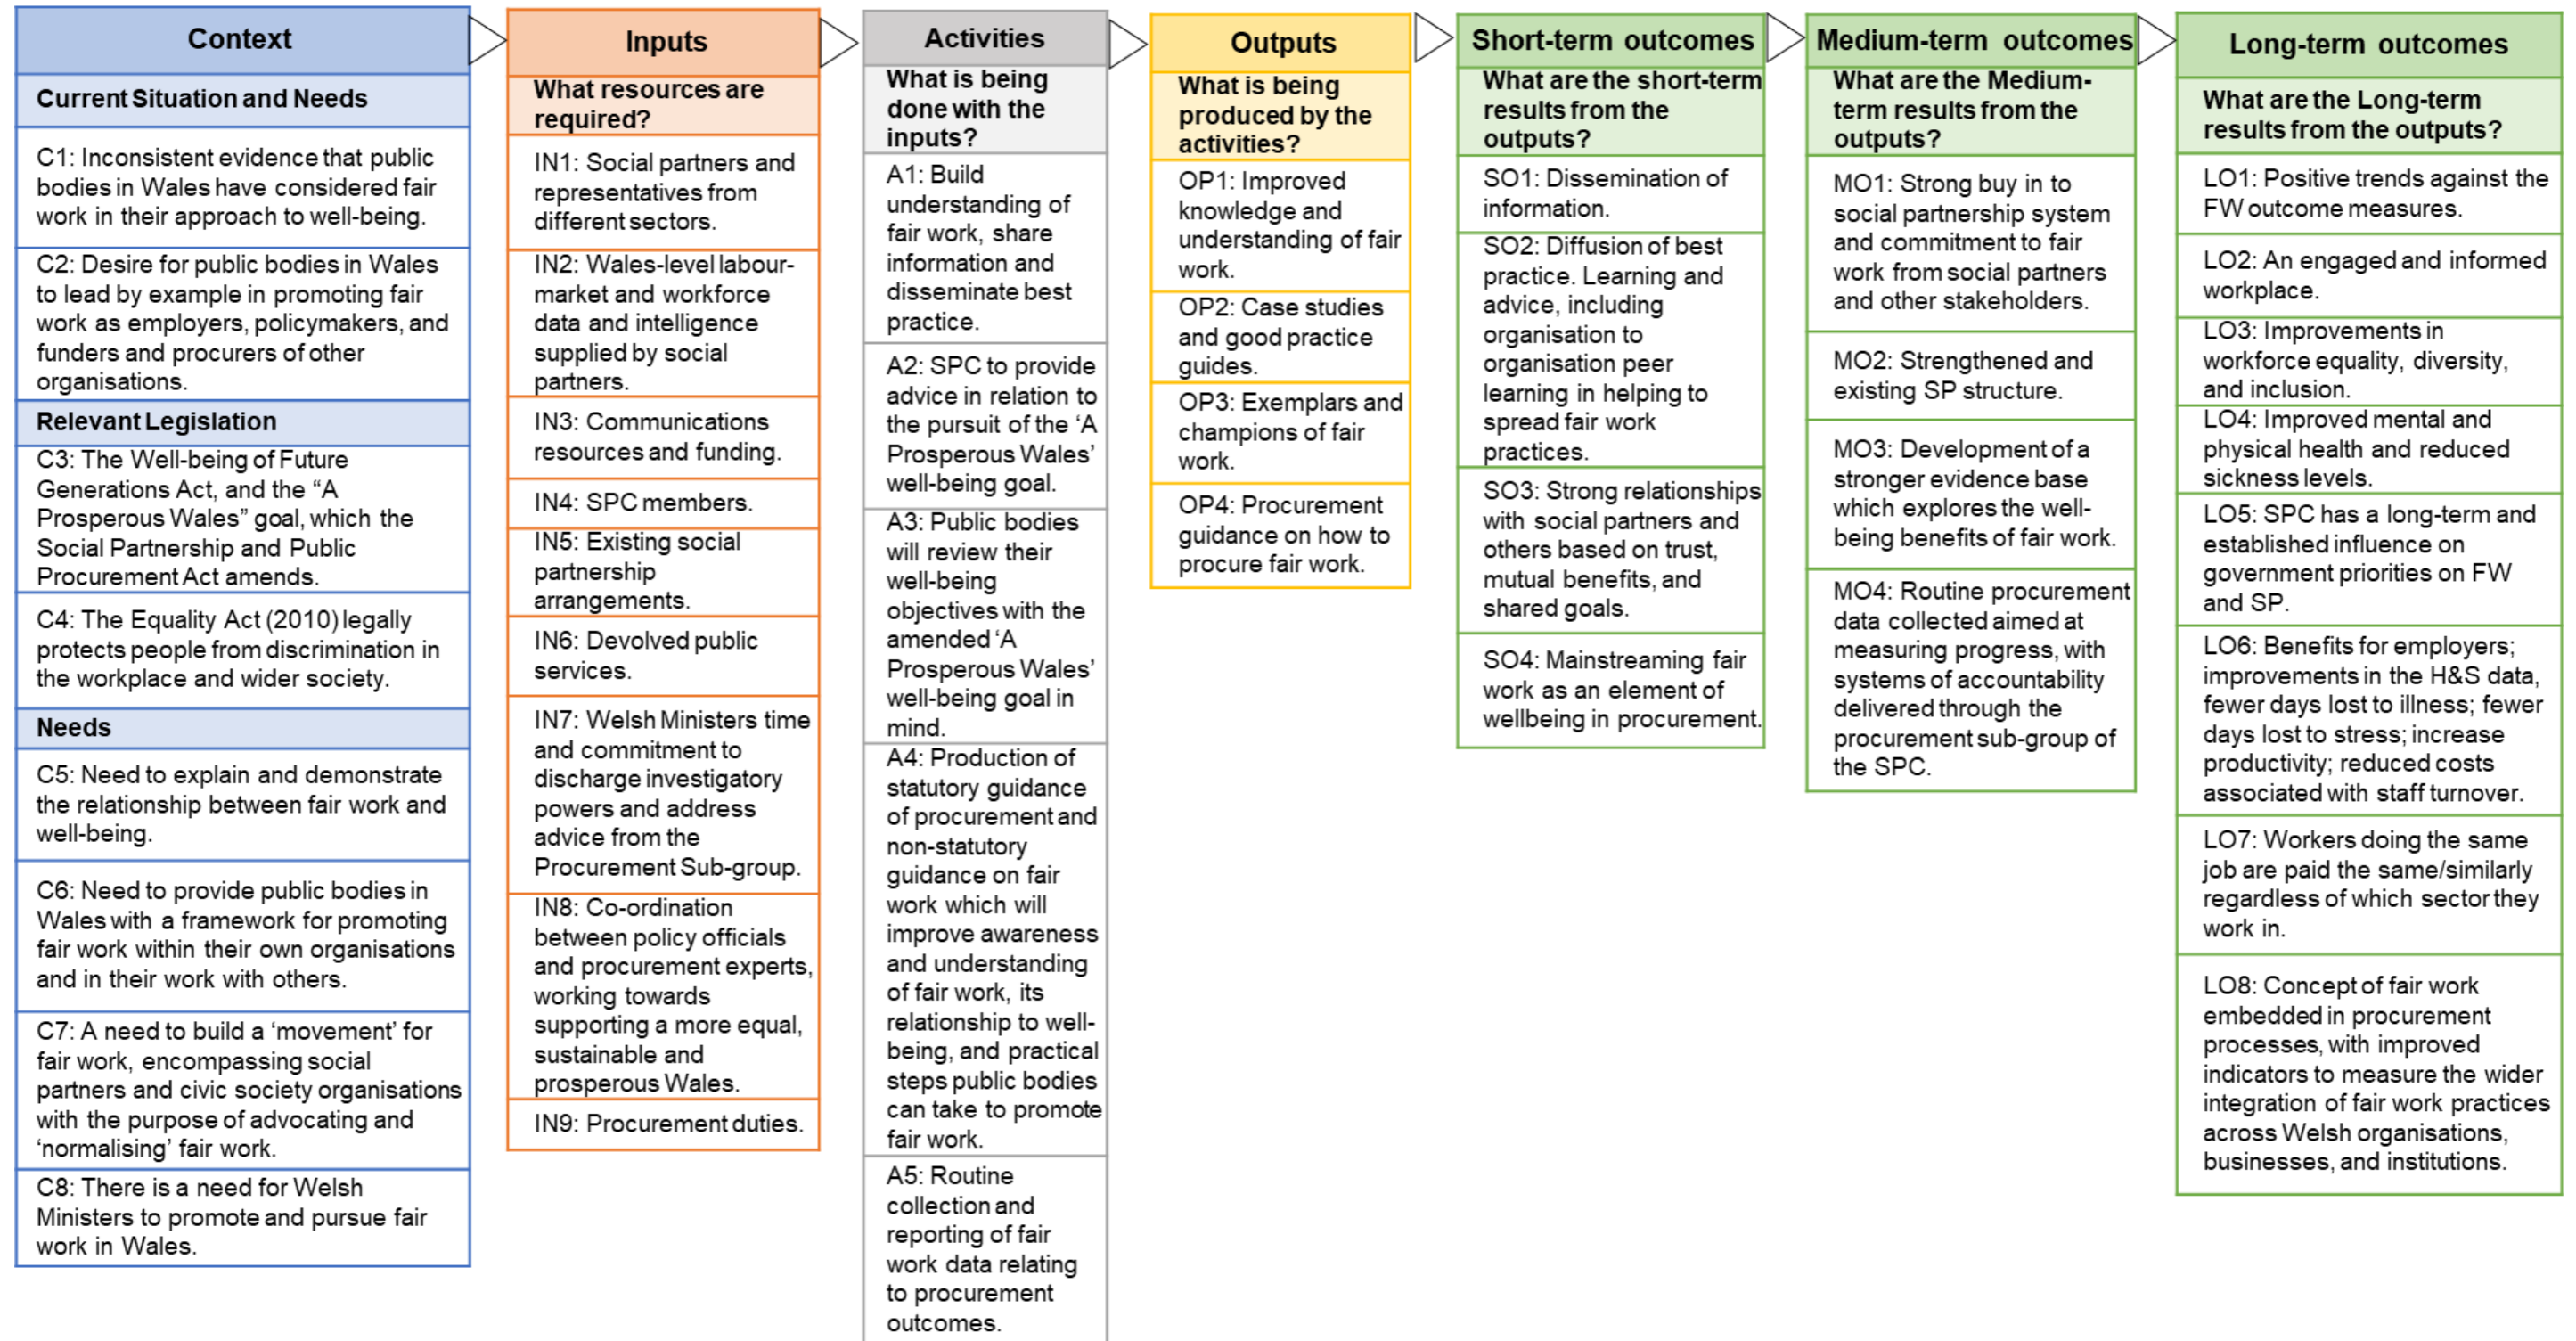 Context
Current Situation and Needs
C1: Inconsistent evidence that public
bodies in Wales have considered fair
work in their approach to well-being.
C2: Desire for public bodies in Wales
to lead by example in promoting fair
work as employers, policymakers, and
funders and procurers of other
organisations.
Relevant Legislation
C3: The Well-being of Future
Generations Act, and the “A
Prosperous Wales” goal, which the
Social Partnership and Public
Procurement Act amends.
C4: The Equality Act (2010) legally
protects people from discrimination in
the workplace and wider society.
Needs
C5: Need to explain and demonstrate
the relationship between fair work and
well-being.
C6: Need to provide public bodies in
Wales with a framework for promoting
fair work within their own organisations
and in their work with others.
C7: A need to build a ‘movement’ for
fair work, encompassing social
partners and civic society organisations
with the purpose of advocating and
‘normalising’ fair work.
C8: There is a need for Welsh
Ministers to promote and pursue fair
work in Wales.
Inputs
What resources are
required?
IN1: Social partners and
representatives from
different sectors.
IN2: Wales-level labour-
market and workforce
data and intelligence
supplied by social
partners.
IN3: Communications
resources and funding.
IN4: SPC members.
IN5: Existing social
partnership
arrangements.
IN6: Devolved public
services.
IN7: Welsh Ministers time
and commitment to
discharge investigatory
powers and address
advice from the
Procurement Sub-group.
IN8: Co-ordination
between policy officials
and procurement experts,
working towards
supporting a more equal,
sustainable and
prosperous Wales.
IN9: Procurement duties.
Activities
What is being
done with the
inputs?
A1: Build
understanding of
fair work, share
information and
disseminate best
practice.
A2: SPC to provide
advice in relation to
the pursuit of the ‘A
Prosperous Wales’
well-being goal.
A3: Public bodies
will review their
well-being
objectives with the
amended ‘A
Prosperous Wales’
well-being goal in
mind.
A4: Production of
statutory guidance
of procurement and
non-statutory
guidance on fair
work which will
improve awareness
and understanding
of fair work, its
relationship to well-
being, and practical
steps public bodies
can take to promote
fair work.
A5: Routine
collection and
reporting of fair
work data relating
to procurement
outcomes.
Outputs
What is being
produced by the
activities?
OP1: Improved
knowledge and
understanding of fair
work.
OP2: Case studies
and good practice
guides.
OP3: Exemplars and
champions of fair
work.
OP4: Procurement
guidance on how to
procure fair work.
Short-term outcomes
What are the short-term
results from the
outputs?
SO1: Dissemination of
information.
SO2: Diffusion of best
practice. Learning and
advice, including
organisation to
organisation peer
learning in helping to
spread fair work
practices.
SO3: Strong relationships
with social partners and
others based on trust,
mutual benefits, and
shared goals.
SO4: Mainstreaming fair
work as an element of
wellbeing in procurement.
Medium-term outcomes
What are the Medium-
term results from the
outputs?
MO1: Strong buy in to
social partnership system
and commitment to fair
work from social partners
and other stakeholders.
MO2: Strengthened and
existing SP structure.
MO3: Development of a
stronger evidence base
which explores the well-
being benefits of fair work.
MO4: Routine procurement
data collected aimed at
measuring progress, with
systems of accountability
delivered through the
procurement sub-group of
the SPC.
Long-term outcomes
What are the Long-term
results from the outputs?
LO1: Positive trends against the
FW outcome measures.
LO2: An engaged and informed
workplace.
LO3: Improvements in
workforce equality, diversity,
and inclusion.
LO4: Improved mental and
physical health and reduced
sickness levels.
LO5: SPC has a long-term and
established influence on
government priorities on FW
and SP.
LO6: Benefits for employers;
improvements in the H&S data,
fewer days lost to illness; fewer
days lost to stress; increase
productivity; reduced costs
associated with staff turnover.
LO7: Workers doing the same
job are paid the same/similarly
regardless of which sector they
work in.
LO8: Concept of fair work
embedded in procurement
processes, with improved
indicators to measure the wider
integration of fair work practices
across Welsh organisations,
businesses, and institutions.